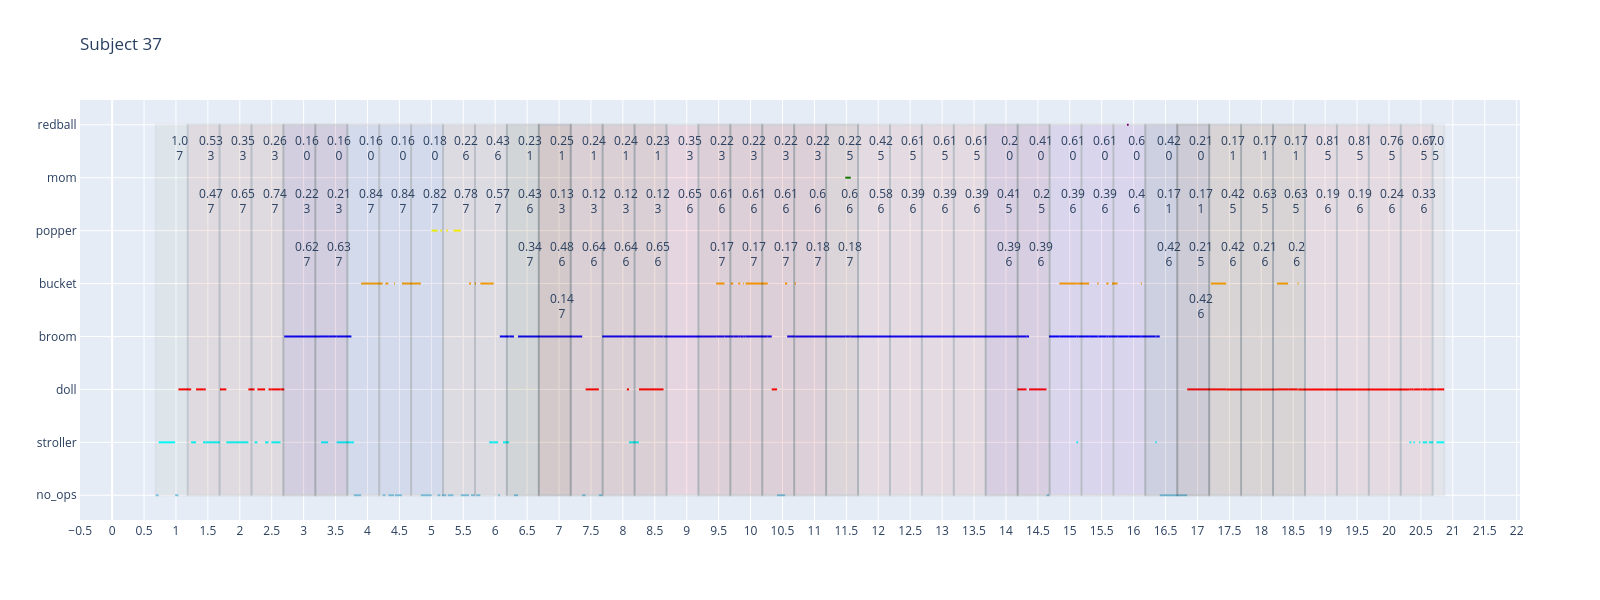 Subject 37
redball
1.0 0.53 0.35 0.26 0.16 0.16 0.16 0.16 0.18 0.22 0.43 0.23 0.25 0.24 0.24 0.23 0.35 0.22 0.22 0.22 0.22 0.22 0.42 0.61 0.61 0.61 0.2 0.41 0.61 0.61 0.6 0.42 0.21 0.17 0.17 0.17 0.81 0.81 0.76
7 3 3 3 0 0 0 0 0 6 6 1 1 1 1 1 3 3 3 3 3 5 5 5 5 5 0 0 0 0 0 0 0 1 1 1 5 5 5 5 5
mom
0.47 0.65 0.74 0.22 0.21 0.84 0.84 0.82 0.78 0.57 0.43 0.13 0.12 0.12 0.12 0.65 0.61 0.61 0.61 0.6 0.6 0.58 0.39 0.39 0.39 0.41 0.2 0.39 0.39 0.4 0.17 0.17 0.42 0.63 0.63 0.19 0.19 0.24 0.33
7 7 7 3 3 7 7 7 7 7 6 3 3 3 3 6 6 6 6 6 6 6 6 6 6 5 5 6 6 6 1 1 5 5 5 6 6 6 6
popper
0.62 0.63 0.34 0.48 0.64 0.64 0.65 0.17 0.17 0.17 0.18 0.18 0.39 0.39 0.42 0.21 0.42 0.21 0.2
7 7 7 6 6 6 6 7 7 7 7 7 6 6 6 5 6 6 6
bucket
0.14 0.42
7 6
broom
doll
stroller
no_ops
−0.5 0 0.5 1 1.5 2 2.5 3 3.5 4 4.5 5 5.5 6 6.5 7 7.5 8 8.5 9 9.5 10 10.5 11 11.5 12 12.5 13 13.5 14 14.5 15 15.5 16 16.5 17 17.5 18 18.5 19 19.5 20 20.5 21 21.5 22